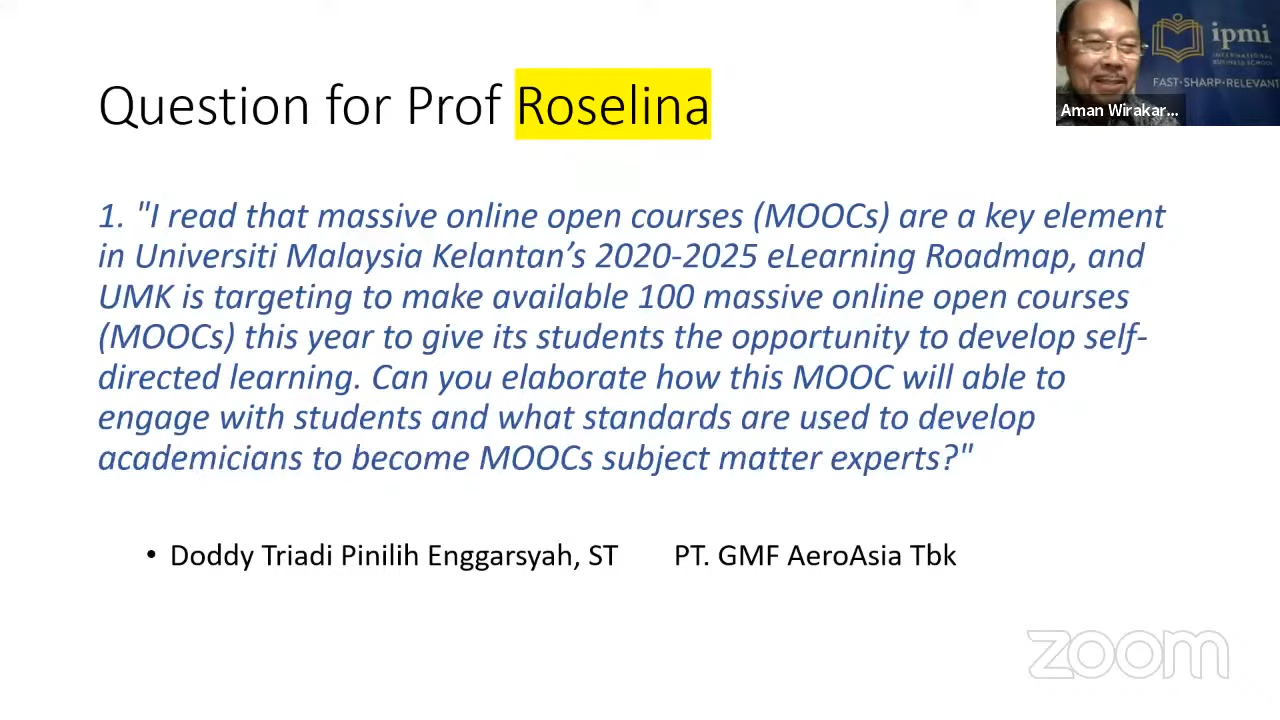 Question for Prof Roselina
ipmi
INTERNATIONAL
BUSINESS SCHOOL
FAST·SHARP·RELEVANT
Aman Wirakar...
1. "I read that massive online open courses (MOOCs) are a key element
in Universiti Malaysia Kelantan’s 2020-2025 eLearning Roadmap, and
UMK is targeting to make available 100 massive online open courses
(MOOCs) this year to give its students the opportunity to develop self-
directed learning. Can you elaborate how this MOOC will able to
engage with students and what standards are used to develop
academicians to become MOOCs subject matter experts?"
• Doddy Triadi Pinilih Enggarsyah, ST PT. GMF AeroAsia Tbk
zoom